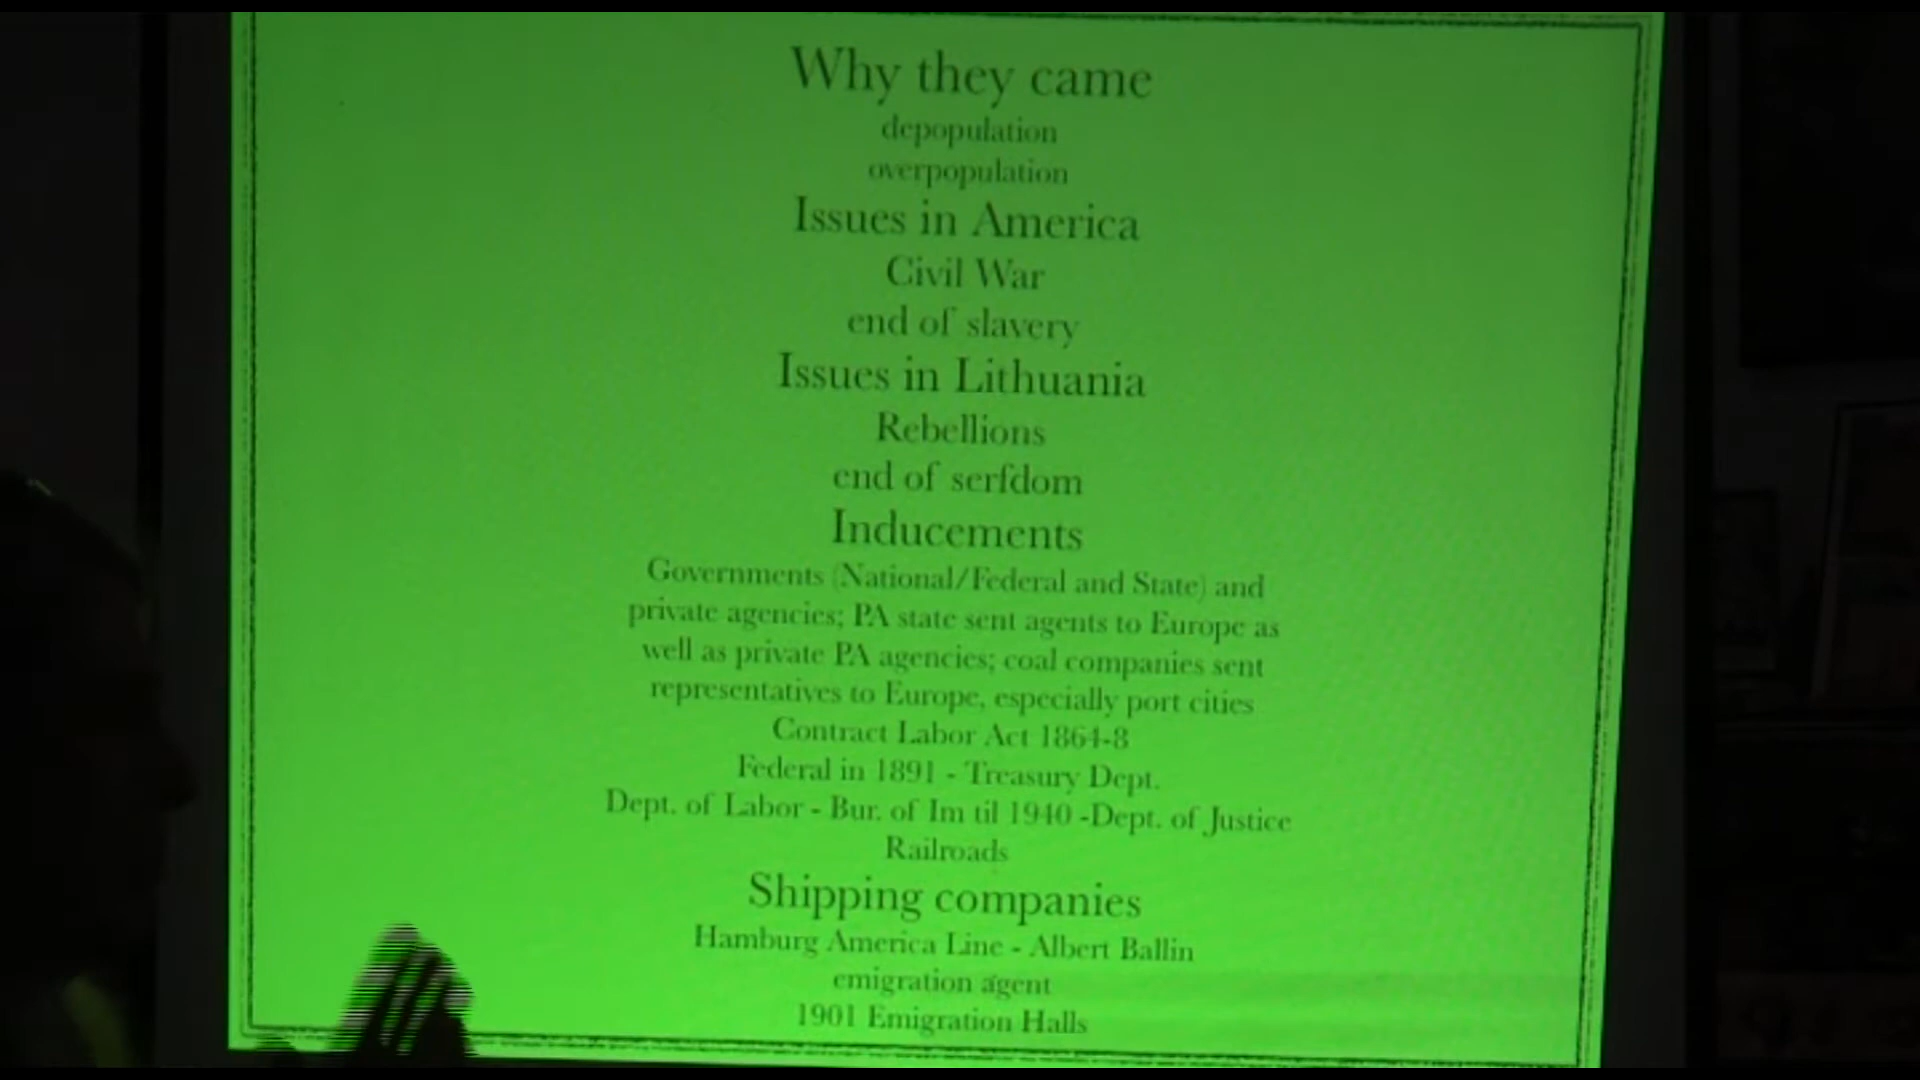 Why they came
depopulation
overpopulation
Issues in America
Civil War
end of slavery
Issues in Lithuania
Rebellions
end of serfdom
Inducements
Governments (National/Federal and State) and
private agencies; PA state sent agents to Europe as
well as private PA agencies; coal companies sent
representatives to Europe, especially port cities
Contract Labor Act 1864-8
Federal in 1891 - Treasury Dept.
Dept. of Labor - Bur. of Im til 1940 -Dept. of Justice
Railroads
Shipping companies
Hamburg America Line - Albert Ballin
emigration agent
1901 Emigration Halls